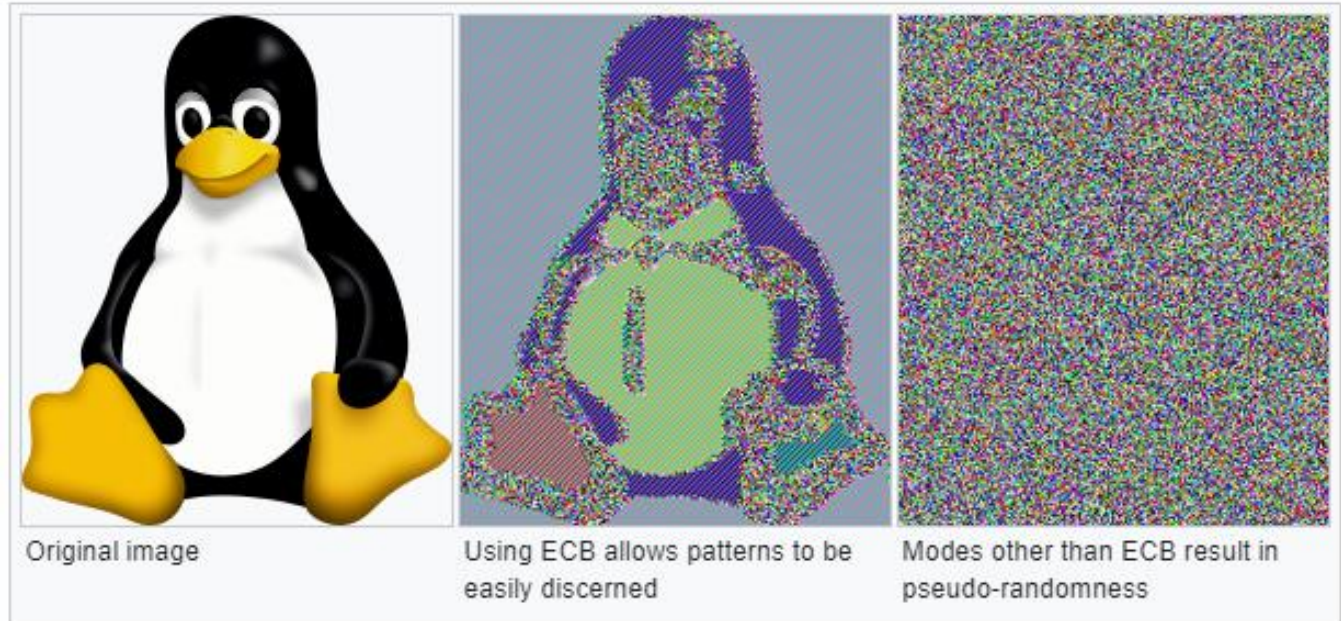 Original image
Using ECB allows patterns to be
easily discerned
Modes other than ECB result in
pseudo-randomness